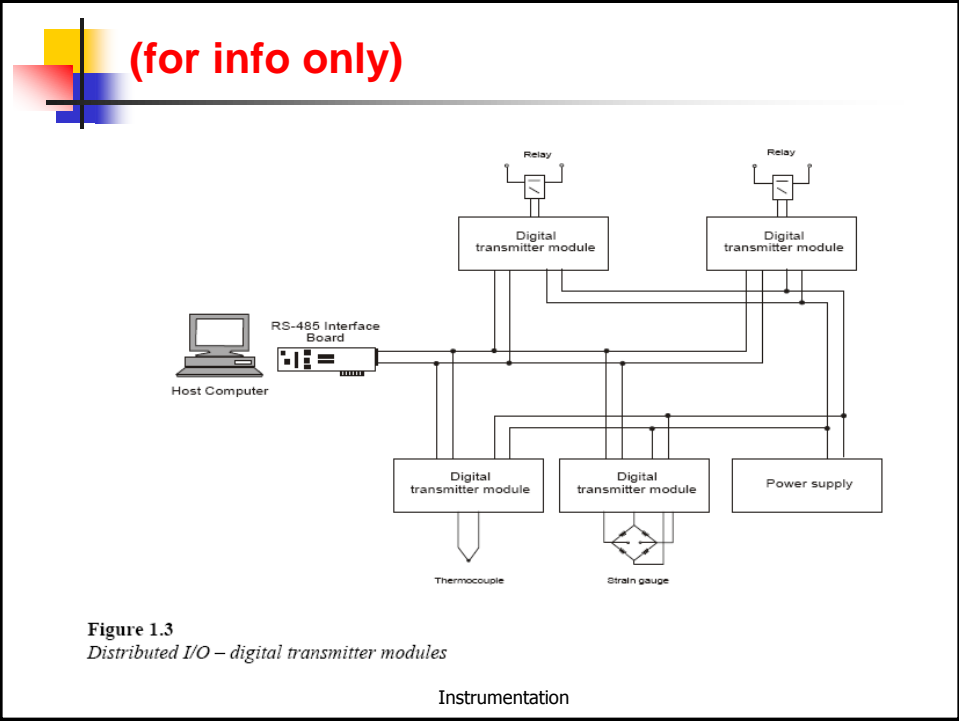 (for info only)
Relay
Relay
Digital
transmitter module
Digital
transmitter module
RS-485 Interface
Board
Host Computer
Digital
transmitter module
Digital
transmitter module
Power supply
Thermocouple
Strain gauge
Figure 1.3
Distributed I/O – digital transmitter modules
Instrumentation